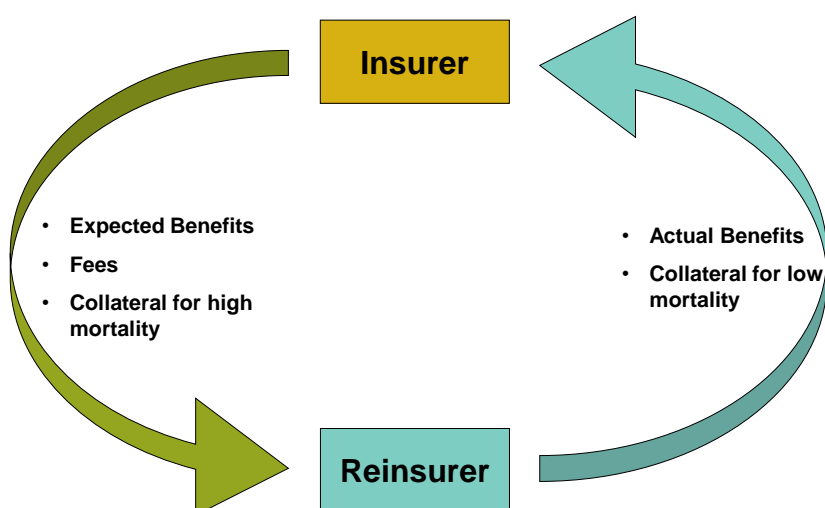 Insurer
• Expected Benefits
• Fees
• Collateral for high
mortality
• Actual Benefits
• Collateral for low
mortality
Reinsurer